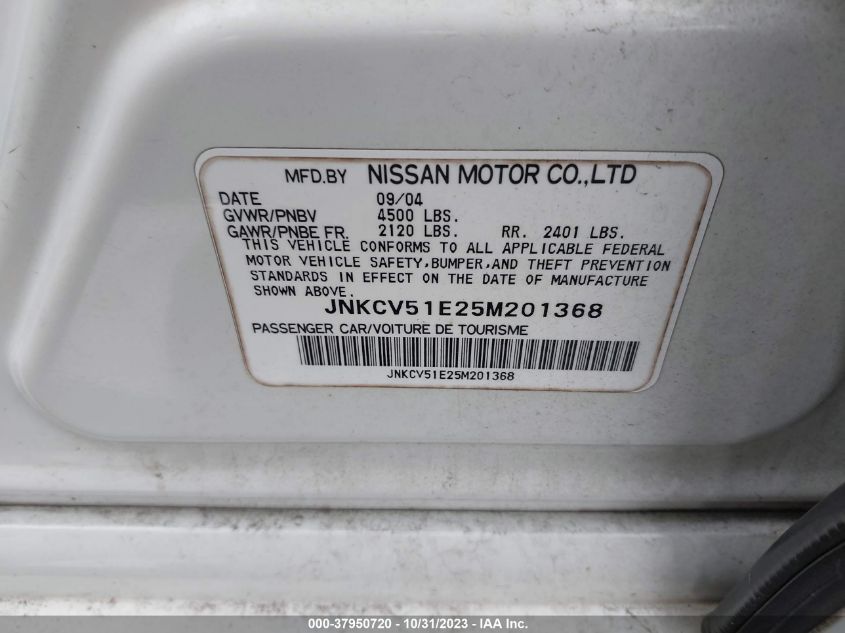 MFD.BY NISSAN MOTOR CO.,LTD
DATE 09/04
GVWR/PNBV 4500 LBS.
GAWR/PNBE FR. 2120 LBS. RR. 2401 LBS.
THIS VEHICLE CONFORMS TO ALL APPLICABLE FEDERAL
MOTOR VEHICLE SAFETY,BUMPER,AND THEFT PREVENTION
STANDARDS IN EFFECT ON THE DATE OF MANUFACTURE
SHOWN ABOVE.
JNKCV51E25M201368
PASSENGER CAR/VOITURE DE TOURISME
JNKCV51E25M201368
000-37950720 - 10/31/2023 - IAA Inc.